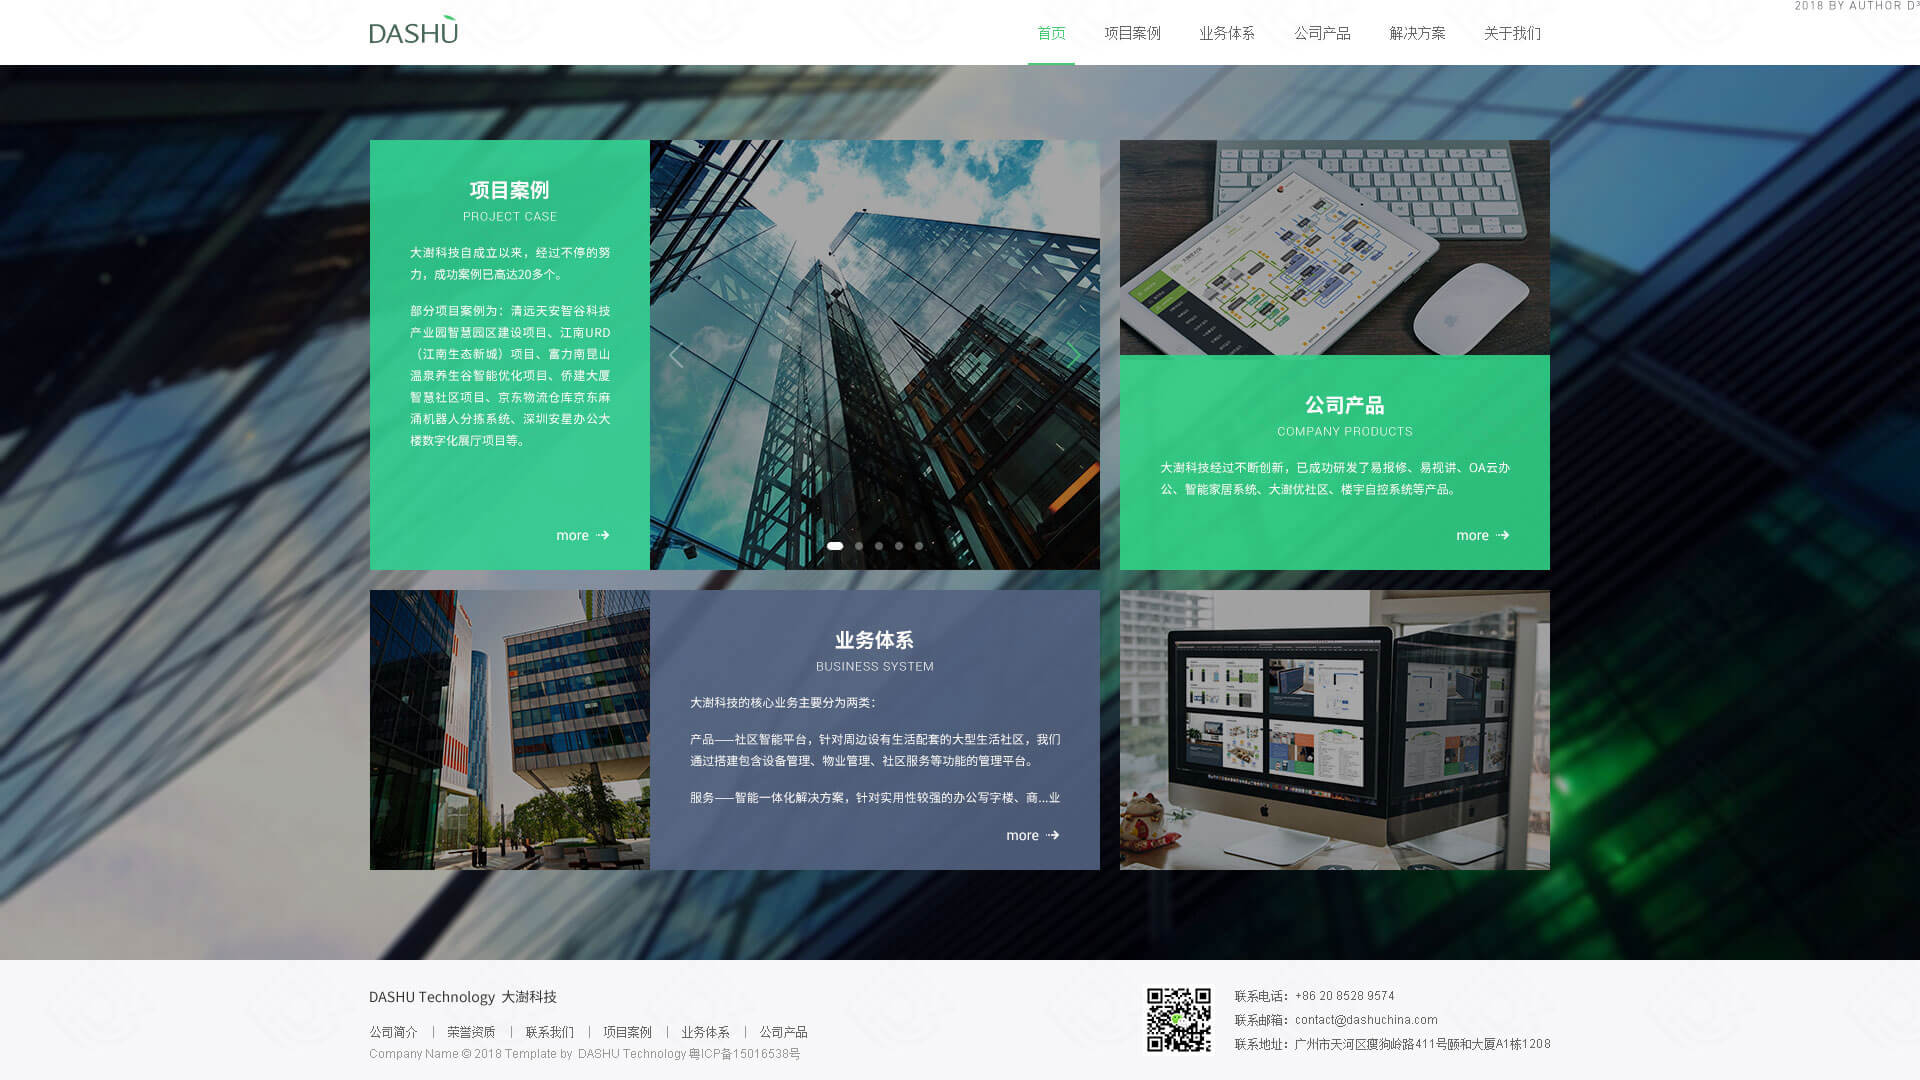 2018 BY AUTHOR D
DASHU
首页 项目案例 业务体系 公司产品 解决方案 关于我们
项目案例
PROJECT CASE
大澍科技自成立以来，经过不停的努
力，成功案例已高达20多个。
部分项目案例为：清远天安智谷科技
产业园智慧园区建设项目、江南URD
（江南生态新城）项目、富力南昆山
温泉养生谷智能优化项目、侨建大厦
智慧社区项目、京东物流仓库京东麻
涌机器人分拣系统、深圳安星办公大
楼数字化展厅项目等。
more
公司产品
COMPANY PRODUCTS
大澍科技经过不断创新，已成功研发了易报修、易视讲、OA云办
公、智能家居系统、大澍优社区、楼宇自控系统等产品。
more
业务体系
BUSINESS SYSTEM
大澍科技的核心业务主要分为两类：
产品——社区智能平台，针对周边设有生活配套的大型生活社区，我们
通过搭建包含设备管理、物业管理、社区服务等功能的管理平台。
服务——智能一体化解决方案，针对实用性较强的办公写字楼、商...业
more
DASHU Technology 大澍科技
公司简介 | 荣誉资质 | 联系我们 | 项目案例 | 业务体系 | 公司产品
Company Name © 2018 Template by DASHU Technology 粤ICP备15016538号
联系电话：+86 20 8528 9574
联系邮箱：contact@dashuchina.com
联系地址：广州市天河区瘦狗岭路411号颐和大厦A1栋1208